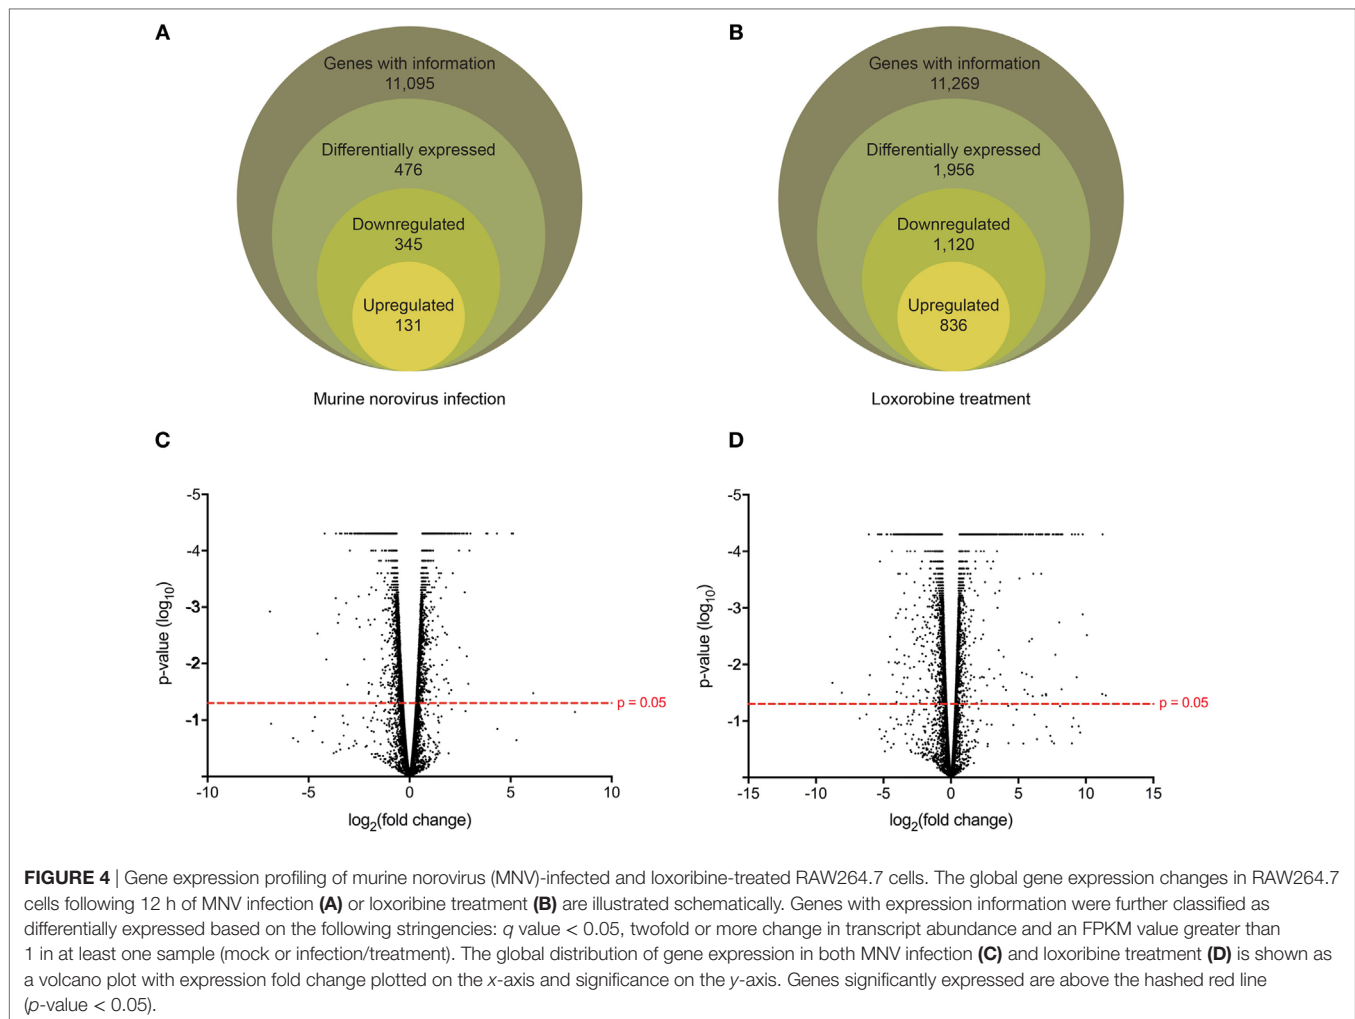 A
Genes with information
11,095
Differentially expressed
476
Downregulated
345
Upregulated
131
Murine norovirus infection
B
Genes with information
11,269
Differentially expressed
1,956
Downregulated
1,120
Upregulated
836
Loxorobine treatment
C
-5
-4
-3
-2
-1
p-value (log10)
p = 0.05
-10
-5
0
5
10
log2(fold change)
D
-5
-4
-3
-2
-1
p-value (log10)
p = 0.05
-15
-10
-5
0
5
10
15
log2(fold change)
FIGURE 4 | Gene expression profiling of murine norovirus (MNV)-infected and loxoribine-treated RAW264.7 cells. The global gene expression changes in RAW264.7
cells following 12 h of MNV infection (A) or loxoribine treatment (B) are illustrated schematically. Genes with expression information were further classified as
differentially expressed based on the following stringencies: q value < 0.05, twofold or more change in transcript abundance and an FPKM value greater than
1 in at least one sample (mock or infection/treatment). The global distribution of gene expression in both MNV infection (C) and loxoribine treatment (D) is shown as
a volcano plot with expression fold change plotted on the x-axis and significance on the y-axis. Genes significantly expressed are above the hashed red line
(p-value < 0.05).